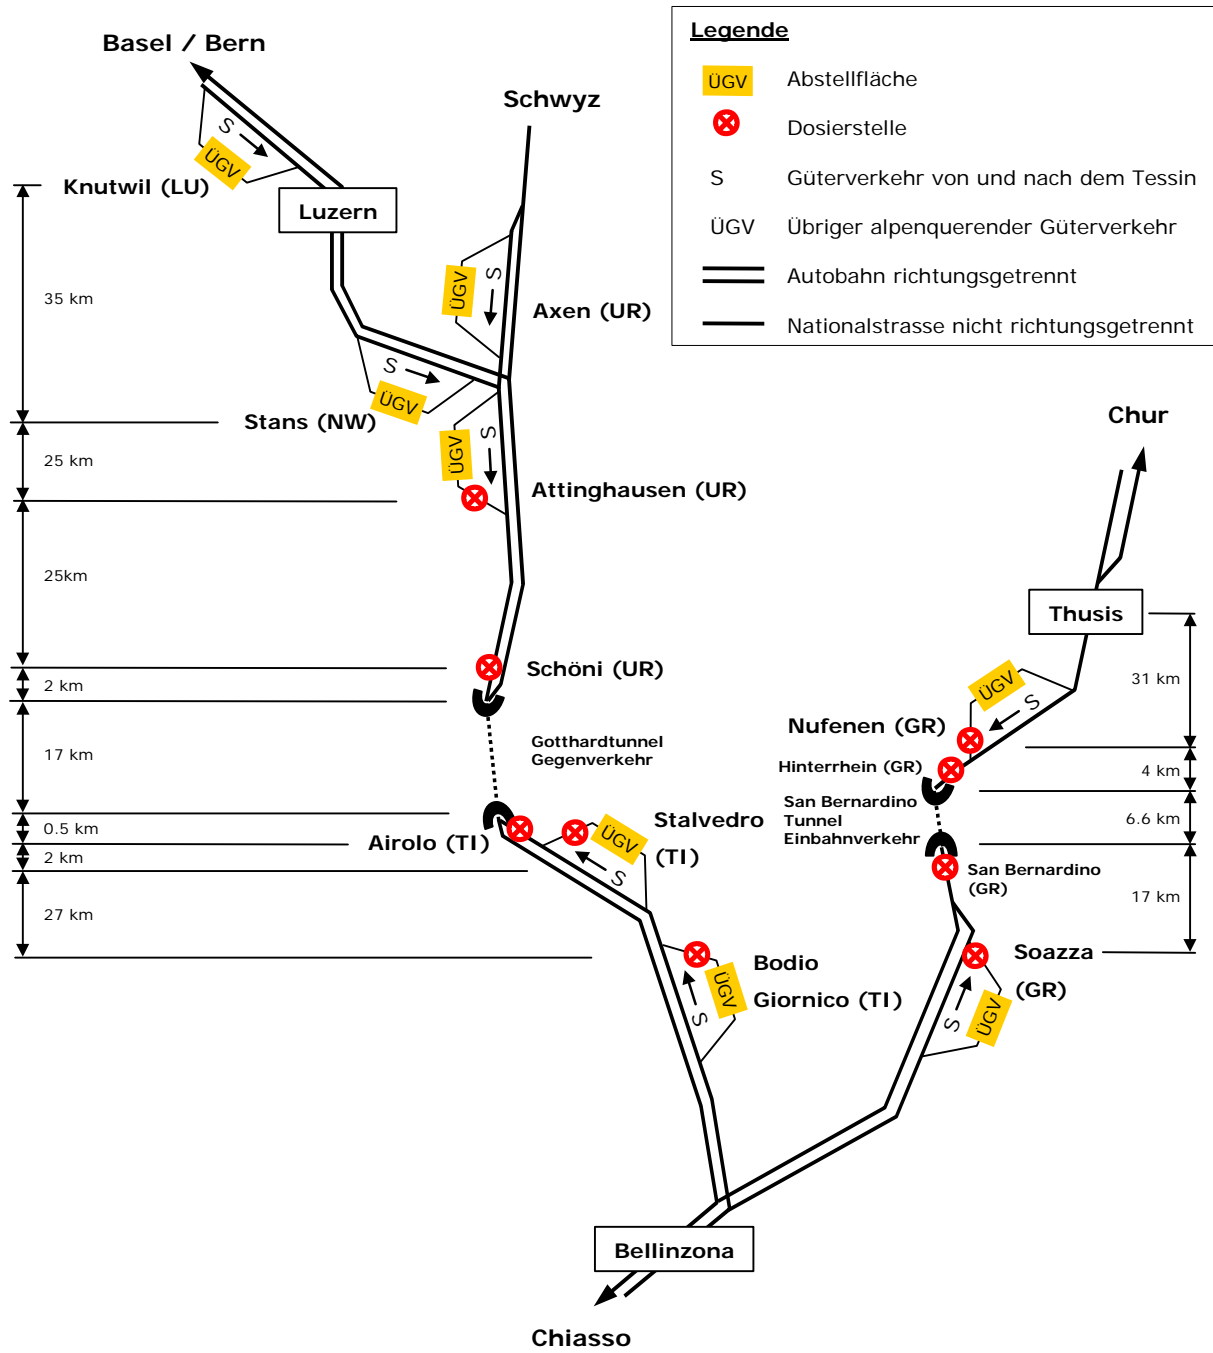 Basel / Bern
Schwyz
Legende
ÜGV
Abstellfläche
Dosierstelle
S
Güterverkehr von und nach dem Tessin
ÜGV
Übriger alpenquerender Güterverkehr
Autobahn richtungsgetrennt
Nationalstrasse nicht richtungsgetrennt
S
ÜGV
Knutwil (LU)
Luzern
S
ÜGV
35 km
Axen (UR)
S
ÜGV
Stans (NW)
S
ÜGV
25 km
Attinghausen (UR)
Chur
25km
Thusis
Schöni (UR)
2 km
31 km
ÜGV
S
Nufenen (GR)
17 km
Gotthardtunnel
Gegenverkehr
Hinterrhein (GR)
4 km
San Bernardino
Tunnel
Einbahnverkehr
6.6 km
0.5 km
Airolo (TI)
Stalvedro
(TI)
ÜGV
S
2 km
San Bernardino
(GR)
17 km
27 km
Bodio
Giornico (TI)
ÜGV
S
Soazza
(GR)
ÜGV
S
Bellinzona
Chiasso